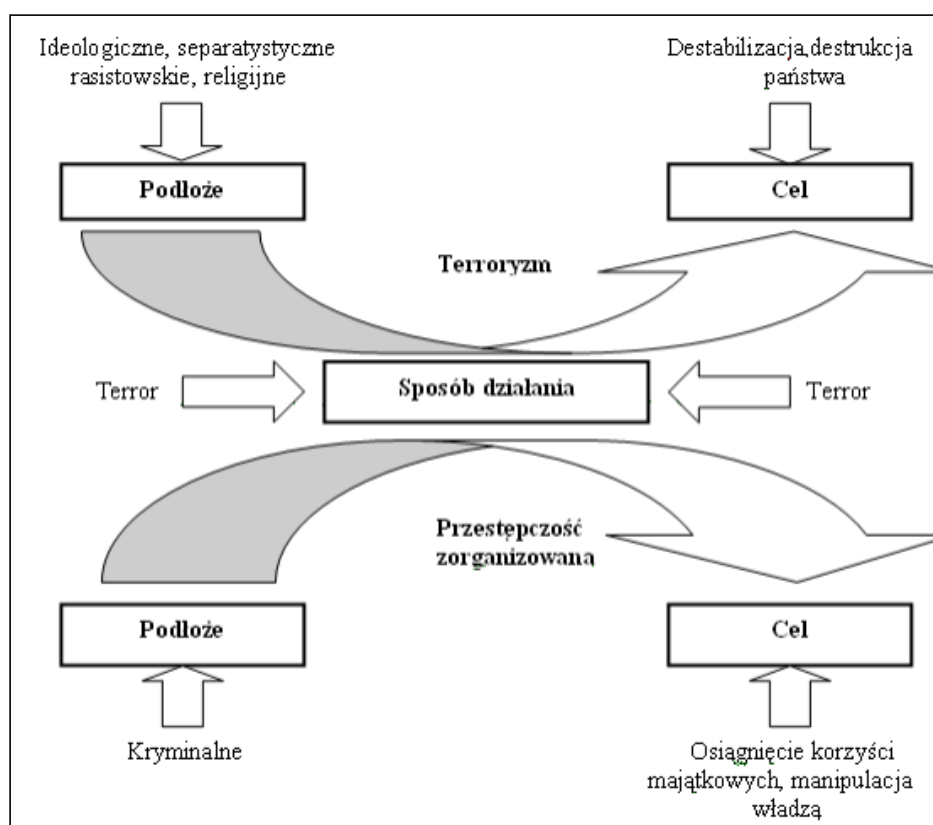 Ideologiczne, separatystyczne
rasistowskie, religijne
Destabilizacja,destrukcja
państwa
Podłoże
Cel
Terroryzm
Terror
Sposób działania
Terror
Przestępczość
zorganizowana
Podłoże
Cel
Kryminalne
Osiągnięcie korzyści
majątkowych, manipulacja
władzą